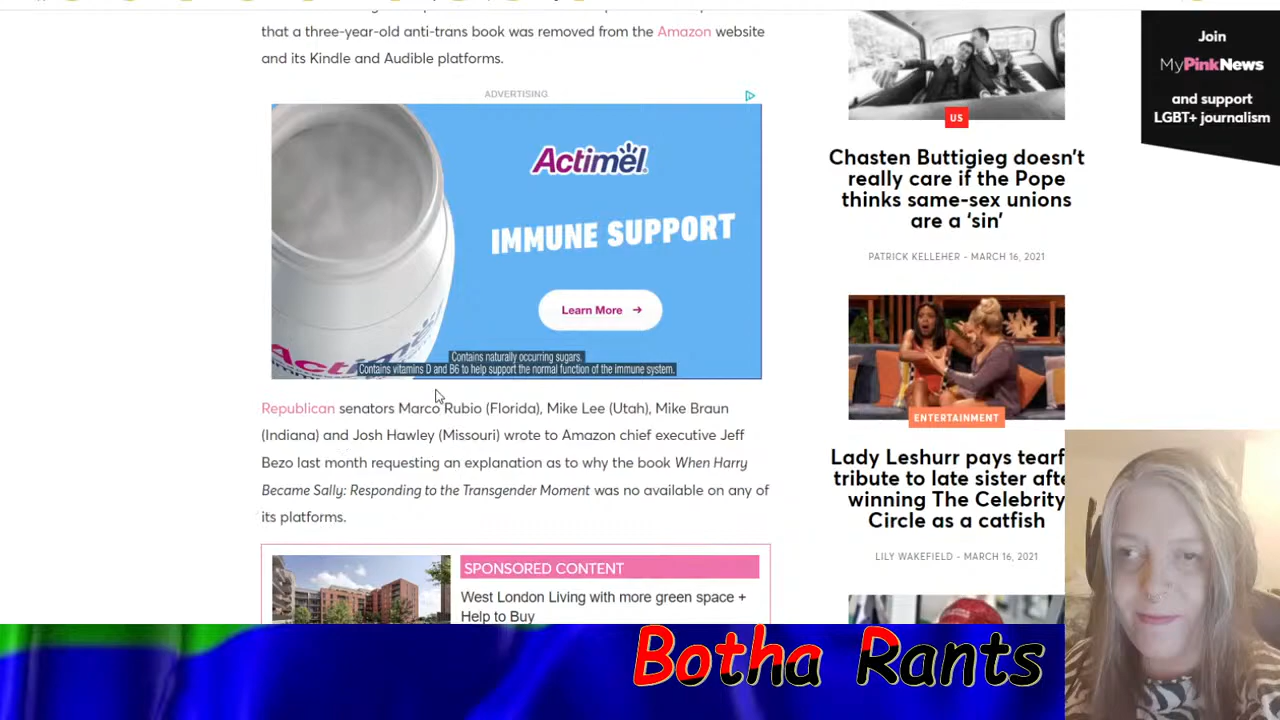 that a three-year-old anti-trans book was removed from the Amazon website
and its Kindle and Audible platforms.
ADVERTISING
Actimel
IMMUNE SUPPORT
Learn More →
Contains naturally occurring sugars.
Contains vitamins D and B6 to help support the normal function of the immune system.
Republican senators Marco Rubio (Florida), Mike Lee (Utah), Mike Braun
(Indiana) and Josh Hawley (Missouri) wrote to Amazon chief executive Jeff
Bezo last month requesting an explanation as to why the book When Harry
Became Sally: Responding to the Transgender Moment was no available on any of
its platforms.
SPONSORED CONTENT
West London Living with more green space +
Help to Buy
US
Chasten Buttigieg doesn't
really care if the Pope
thinks same-sex unions
are a ‘sin’
PATRICK KELLEHER - MARCH 16, 2021
ENTERTAINMENT
Lady Leshurr pays tearf
tribute to late sister afte
winning The Celebrity
Circle as a catfish
LILY WAKEFIELD - MARCH 16, 2021
Join
MyPinkNews
and support
LGBT+ journalism
Botha Rants